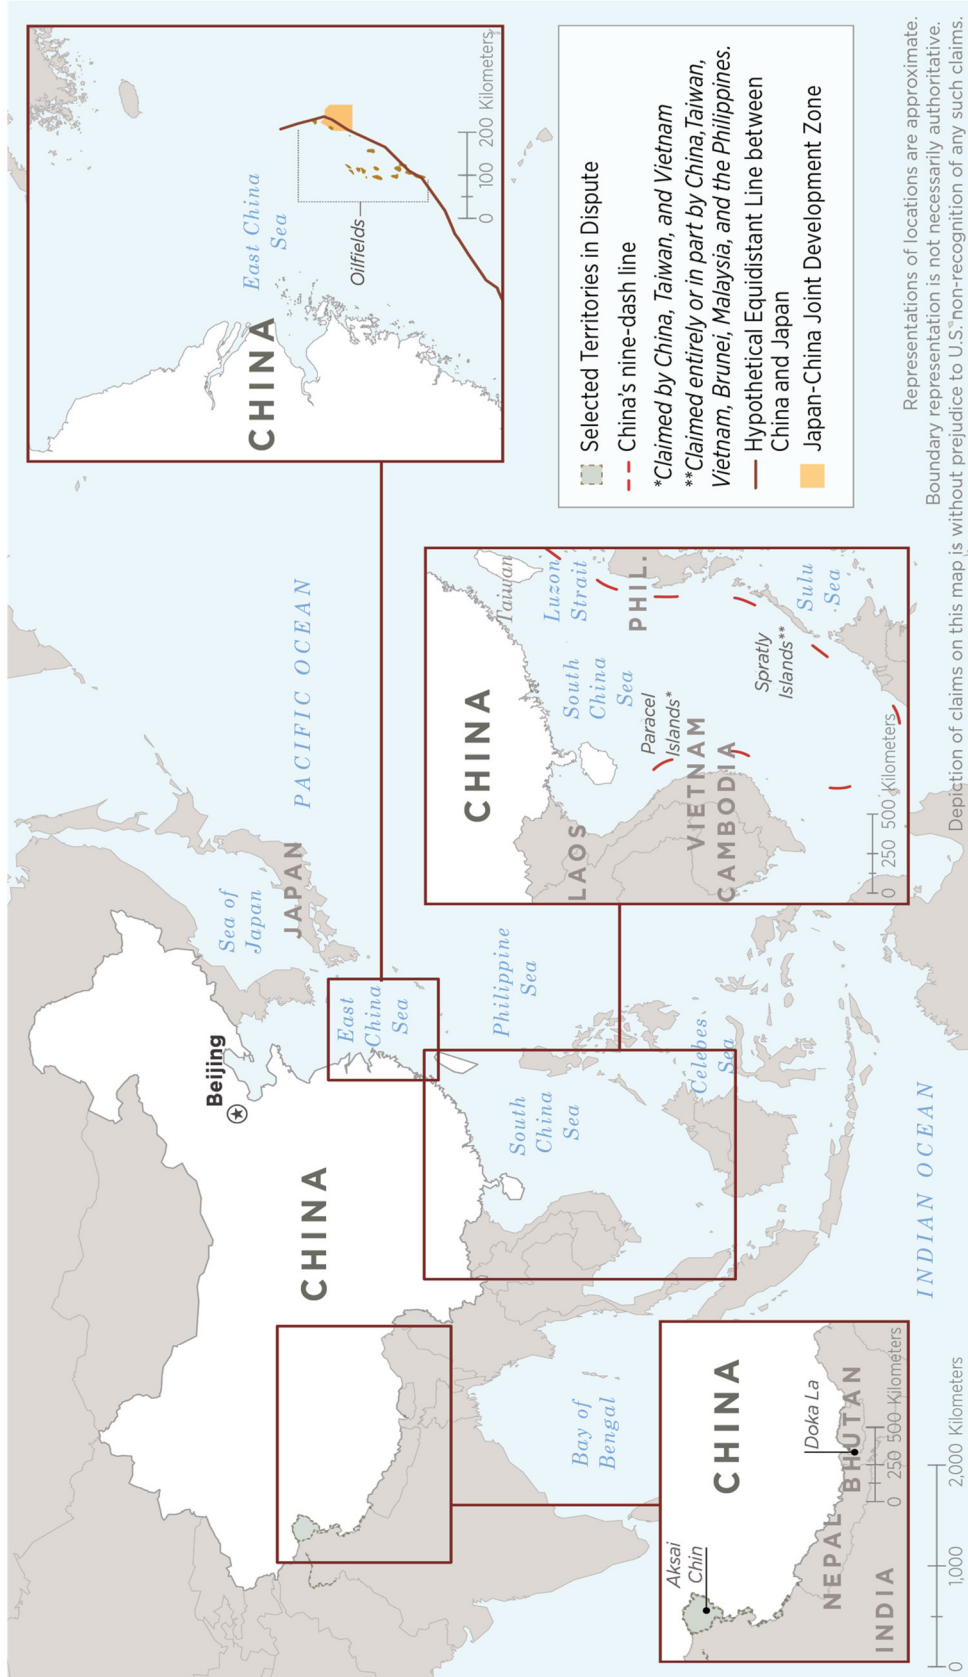 CHINA
East China
Sea
Oilfields
0 100 200 Kilometers
Beijing
CHINA
Sea of
Japan
JAPAN
PACIFIC OCEAN
East
China
Sea
Philippine
Sea
South
China
Sea
Celebes
Sea
Bay of
Bengal
INDIAN OCEAN
0 1,000 2,000 Kilometers
Aksai
Chin
CHINA
Doka La
NEPAL
BHUTAN
INDIA
0 250 500 Kilometers
CHINA
Taiwan
Luzon
Strait
South
China
Sea
PHIL.
LAOS
Paracel
Islands*
VIETNAM
CAMBODIA
Spratly
Islands**
Sulu
Sea
0 250 500 Kilometers
Selected Territories in Dispute
China's nine-dash line
*Claimed by China, Taiwan, and Vietnam
**Claimed entirely or in part by China,Taiwan,
Vietnam, Brunei, Malaysia, and the Philippines.
Hypothetical Equidistant Line between
China and Japan
Japan-China Joint Development Zone
Representations of locations are approximate.
Boundary representation is not necessarily authoritative.
Depiction of claims on this map is without prejudice to U.S. non-recognition of any such claims.